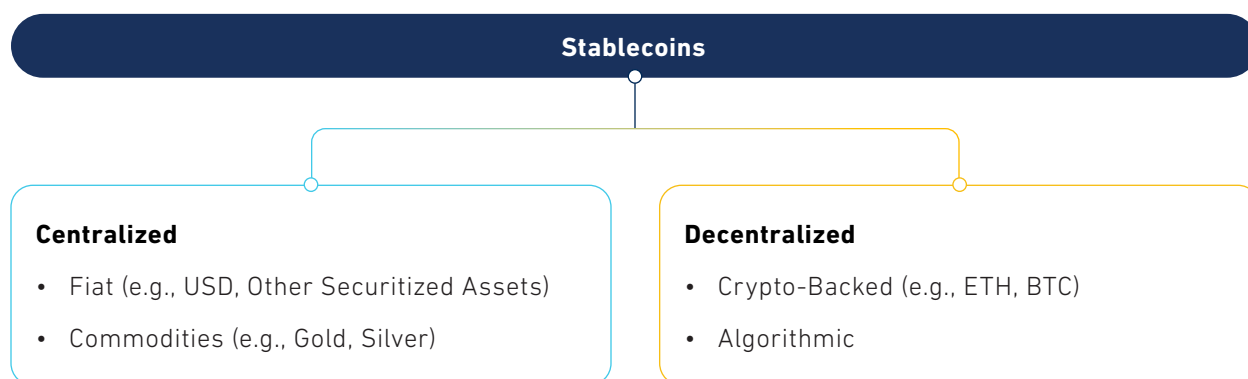 Stablecoins
Centralized
• Fiat (e.g., USD, Other Securitized Assets)
• Commodities (e.g., Gold, Silver)
Decentralized
• Crypto-Backed (e.g., ETH, BTC)
• Algorithmic